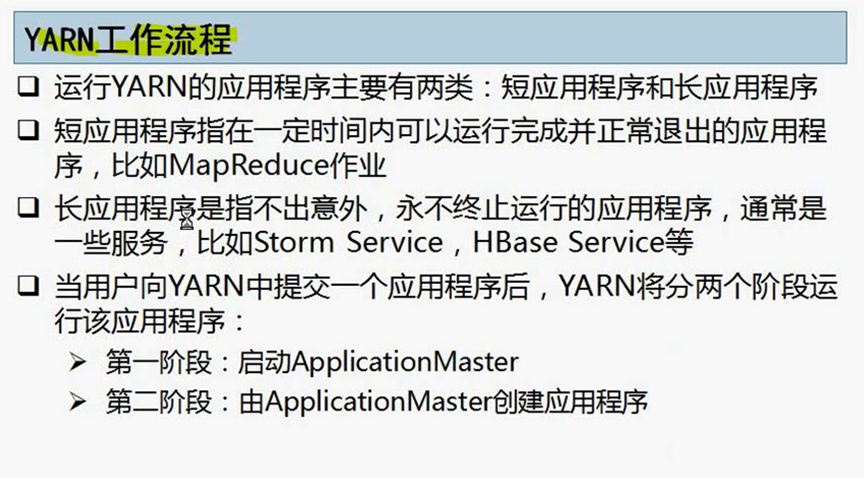 YARN工作流程
运行YARN的应用程序主要有两类：短应用程序和长应用程序
短应用程序指在一定时间内可以运行完成并正常退出的应用程
序，比如MapReduce作业
长应用程序是指不出意外，永不终止运行的应用程序，通常是
一些服务，比如Storm Service，HBase Service等
当用户向YARN中提交一个应用程序后，YARN将分两个阶段运
行该应用程序：
第一阶段：启动ApplicationMaster
第二阶段：由ApplicationMaster创建应用程序